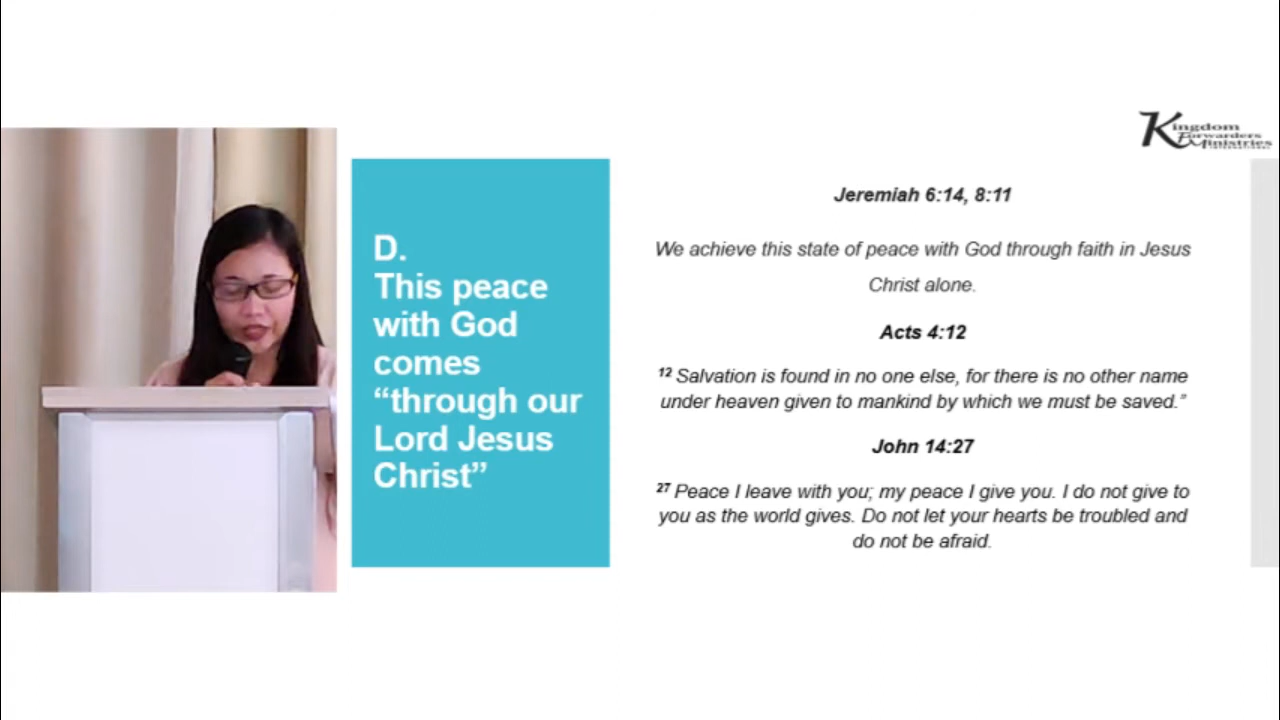 Kingdom
Forwarders
Ministries
INTERNATIONAL
D.
This peace
with God
comes
“through our
Lord Jesus
Christ”
Jeremiah 6:14, 8:11
We achieve this state of peace with God through faith in Jesus
Christ alone.
Acts 4:12
12 Salvation is found in no one else, for there is no other name
under heaven given to mankind by which we must be saved.”
John 14:27
27 Peace I leave with you; my peace I give you. I do not give to
you as the world gives. Do not let your hearts be troubled and
do not be afraid.